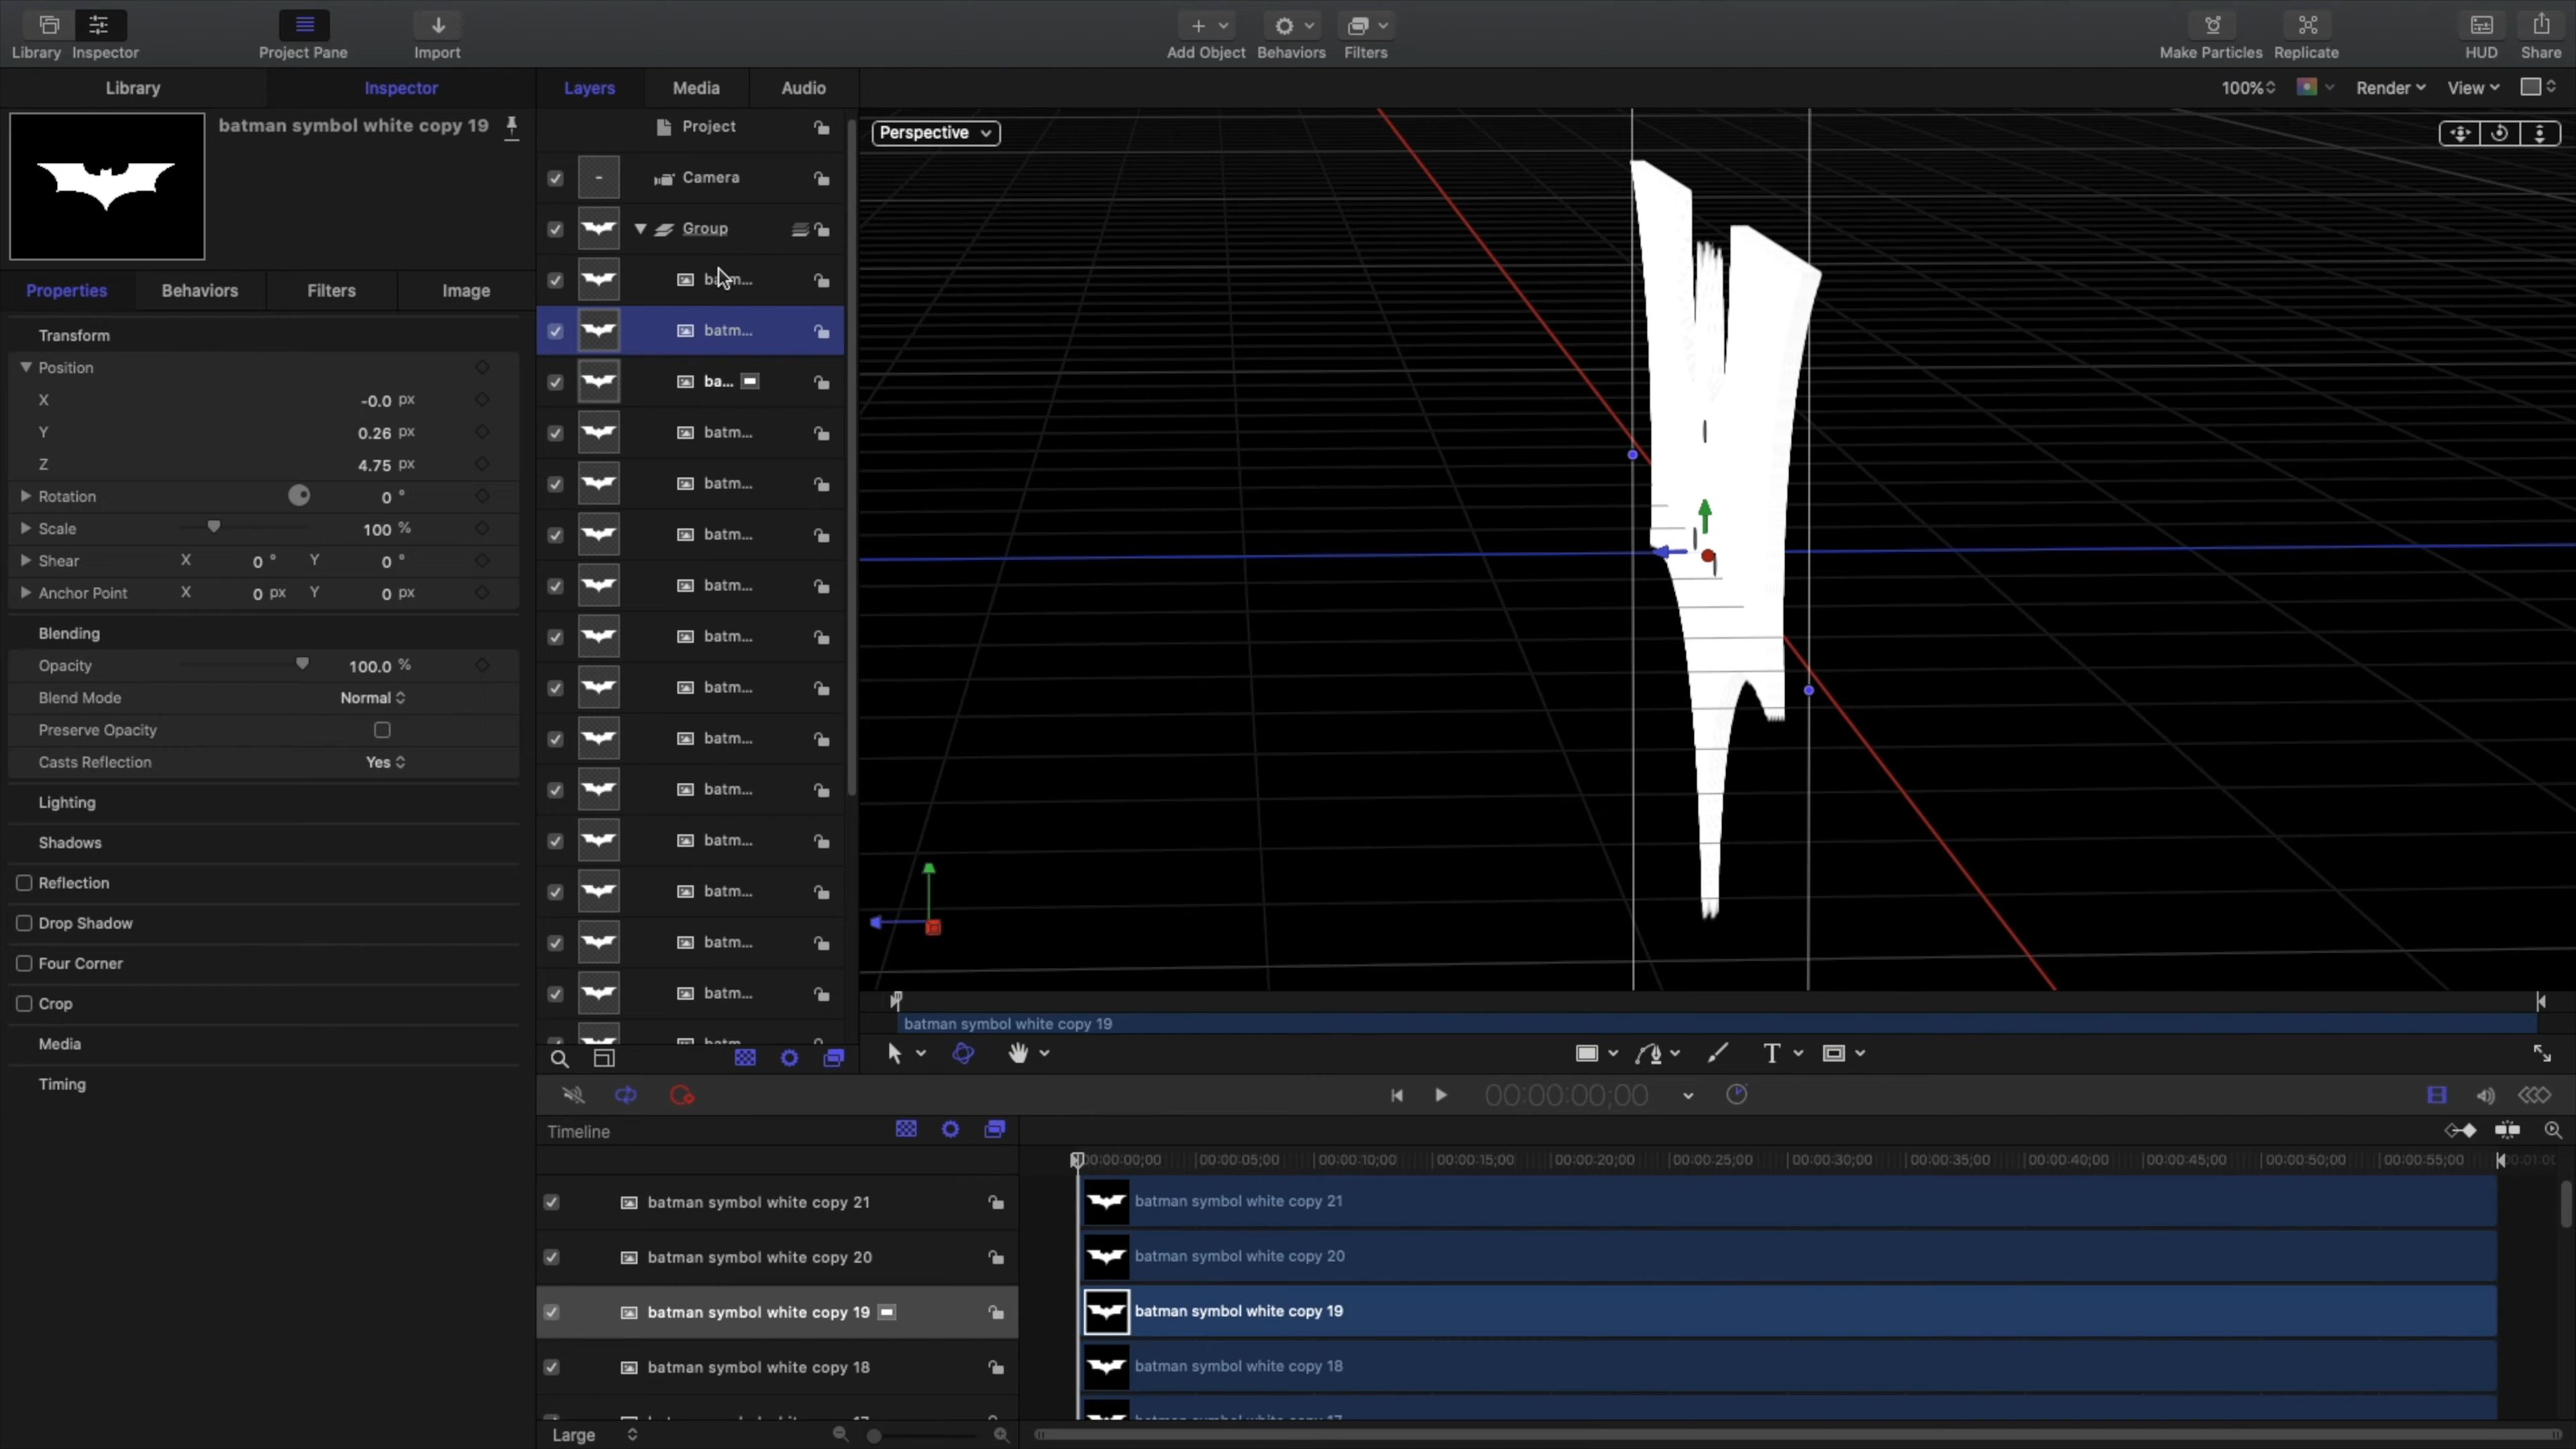 Library Inspector Project Pane Import Add Object Behaviors Filters Make Particles Replicate HUD Share
Library Inspector Layers Media Audio 100% Render View
batman symbol white copy 19
Project
Perspective
Camera
Group
Properties Behaviors Filters Image
batm...
Transform
batm...
Position
ba...
X -0.0 px
Y 0.26 px
batm...
Z 4.75 px
batm...
Rotation 0 °
Scale 100 %
batm...
Shear X 0 ° Y 0 °
batm...
Anchor Point X 0 px Y 0 px
Blending
batm...
Opacity 100.0 %
batm...
Blend Mode Normal
Preserve Opacity
batm...
Casts Reflection Yes
batm...
Lighting
Shadows
batm...
Reflection
batm...
Drop Shadow
batm...
Four Corner
batm...
Crop
Media
Timing
batman symbol white copy 19
T
00:00:00;00
Timeline
00:00:00;00 00:00:05;00 00:00:10;00 00:00:15;00 00:00:20;00 00:00:25;00 00:00:30;00 00:00:35;00 00:00:40;00 00:00:45;00 00:00:50;00 00:00:55;00
batman symbol white copy 21 batman symbol white copy 21
batman symbol white copy 20 batman symbol white copy 20
batman symbol white copy 19 batman symbol white copy 19
batman symbol white copy 18 batman symbol white copy 18
Large